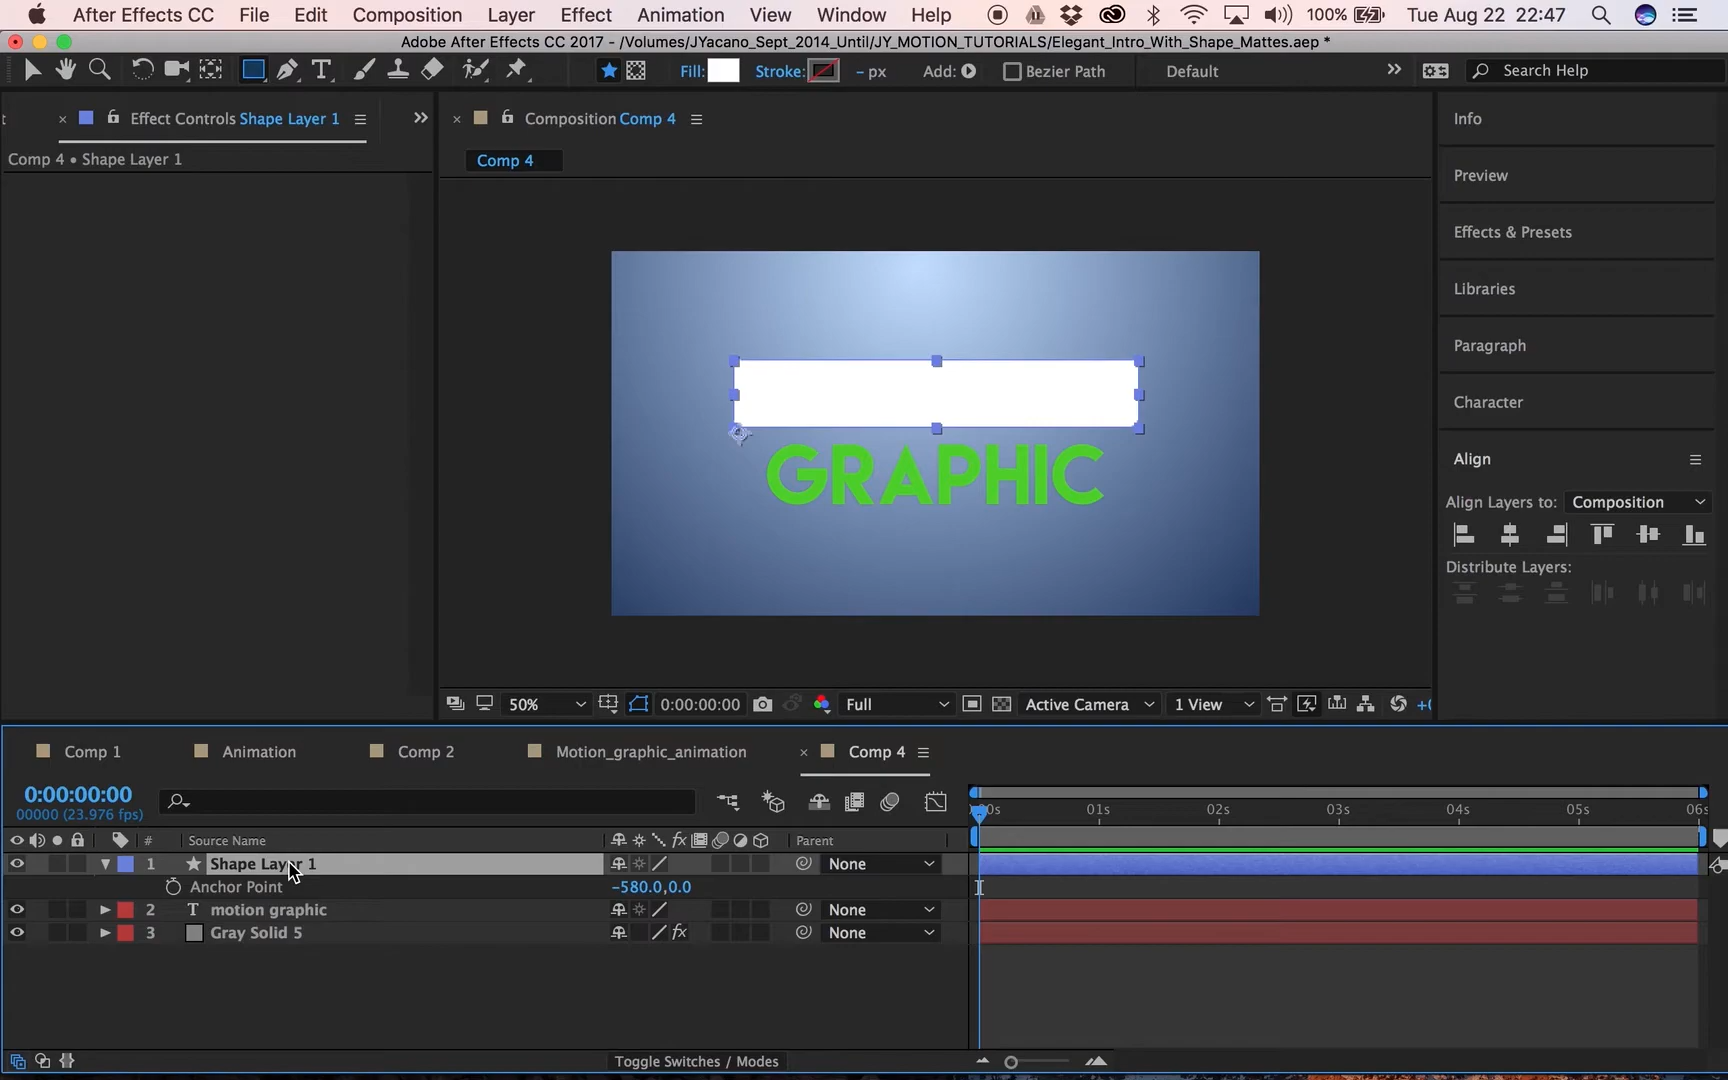 After Effects CC File Edit Composition Layer Effect Animation View Window Help 100% Tue Aug 22 22:47
Adobe After Effects CC 2017 - /Volumes/JYacano_Sept_2014_Until/JY_MOTION_TUTORIALS/Elegant_Intro_With_Shape_Mattes.aep *
T Fill: Stroke: - px Add: Bezier Path Default Search Help
t Effect Controls Shape Layer 1
Composition Comp 4
Info
Comp 4 • Shape Layer 1
Comp 4
Preview
Effects & Presets
Libraries
Paragraph
Character
GRAPHIC
Align
Align Layers to: Composition
Distribute Layers:
50% 0:00:00:00 Full Active Camera 1 View +0
Comp 1 Animation Comp 2 Motion_graphic_animation Comp 4
0:00:00:00
00000 (23.976 fps)
:00s 01s 02s 03s 04s 05s 06s
# Source Name fx Parent
1 Shape Layer 1 None
Anchor Point -580.0,0.0
2 T motion graphic None
3 Gray Solid 5 fx None
Toggle Switches / Modes